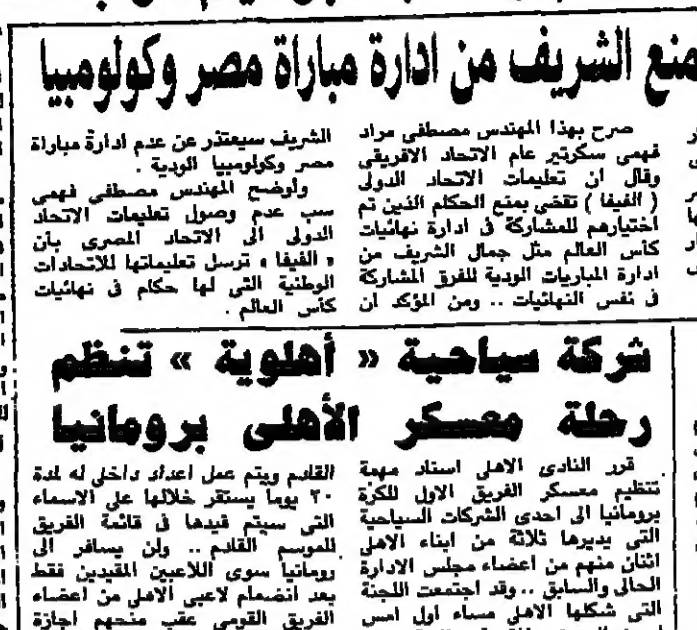 منع الشريف من ادارة مباراة مصر وكولومبيا
صرح بهذا المهندس مصطفى مراد
فهمى سكرتير عام الاتحاد الافريقى
وقال ان تعليمات الاتحاد الدولى
( الفيفا ) تقضى بمنع الحكام الذين تم
اختيارهم للمشاركة فى ادارة نهائيات
كأس العالم مثل جمال الشريف من
ادارة المباريات الودية للفرق المشاركة
فى نفس النهائيات .. ومن المؤكد ان
الشريف سيعتذر عن عدم ادارة مباراة
مصر وكولومبيا الودية .
ولوضح المهندس مصطفى فهمى
سبب عدم وصول تعليمات الاتحاد
الدولى الى الاتحاد المصرى بأن
« الفيفا » ترسل تعليماتها للاتحادات
الوطنية التى لها حكام فى نهائيات
كأس العالم .
شركة سياحية « أهلوية » تنظم
رحلة معسكر الأهلى برومانيا
قرر النادى الاهلى اسناد مهمة
تنظيم معسكر الفريق الاول للكرة
برومانيا الى احدى الشركات السياحية
التى يديرها ثلاثة من ابناء الاهلى
اثنان منهم من اعضاء مجلس الادارة
الحالى والسابق .. وقد اجتمعت اللجنة
التى شكلها الاهلى مساء اول امس
القادم ويتم عمل اعداد داخلى له لمدة
٢٠ يوما يستقر خلالها على الاسماء
التى سيتم قيدها فى قائمة الفريق
للموسم القادم .. ولن يسافر الى
رومانيا سوى اللاعبين المقيدين فقط
بعد انضمام لاعبى الاهلى من اعضاء
الفريق القومى عقب منحهم اجازة